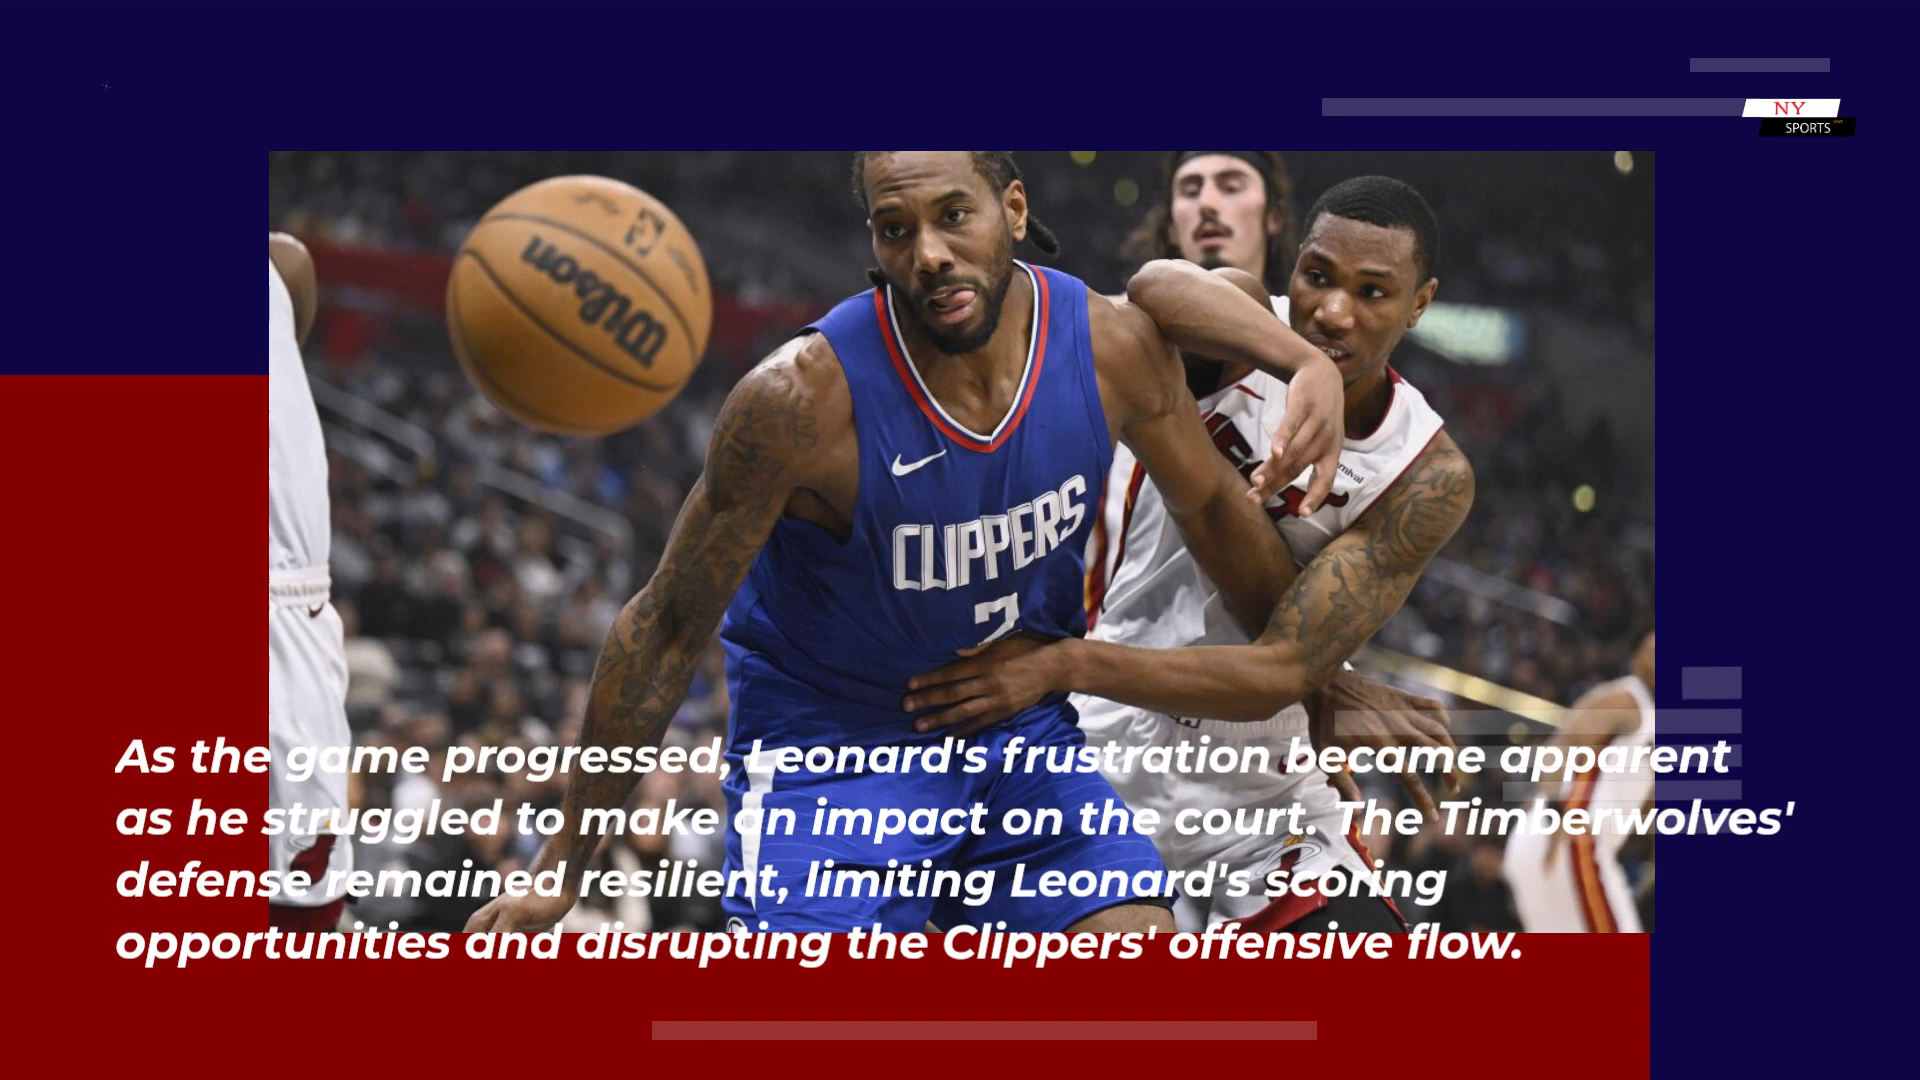 NY
SPORTS
Wilson
CLIPPERS
2
As the game progressed, Leonard's frustration became apparent
as he struggled to make an impact on the court. The Timberwolves'
defense remained resilient, limiting Leonard's scoring
opportunities and disrupting the Clippers' offensive flow.